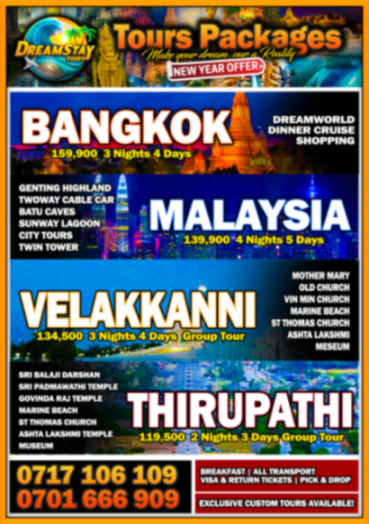 DREAMSTAY
TOURS
Tours Packages
Make your dream, our a Reality
NEW YEAR OFFER
BANGKOK
159,900 3 Nights 4 Days
DREAMWORLD
DINNER CRUISE
SHOPPING
GENTING HIGHLAND
TWOWAY CABLE CAR
BATU CAVES
SUNWAY LAGOON
CITY TOURS
TWIN TOWER
MALAYSIA
139,900 4 Nights 5 Days
VELAKKANNI
134,500 3 Nights 4 Days Group Tour
MOTHER MARY
OLD CHURCH
VIN MIN CHURCH
MARINE BEACH
ST THOMAS CHURCH
ASHTA LAKSHMI
MESEUM
SRI BALAJI DARSHAN
SRI PADMAWATHI TEMPLE
GOVINDA RAJ TEMPLE
MARINE BEACH
ST THOMAS CHURCH
ASHTA LAKSHMI TEMPLE
MUSEUM
THIRUPATHI
119,500 2 Nights 3 Days Group Tour
0717 106 109
0701 666 909
BREAKFAST | ALL TRANSPORT
VISA & RETURN TICKETS | PICK & DROP
EXCLUSIVE CUSTOM TOURS AVAILABLE!